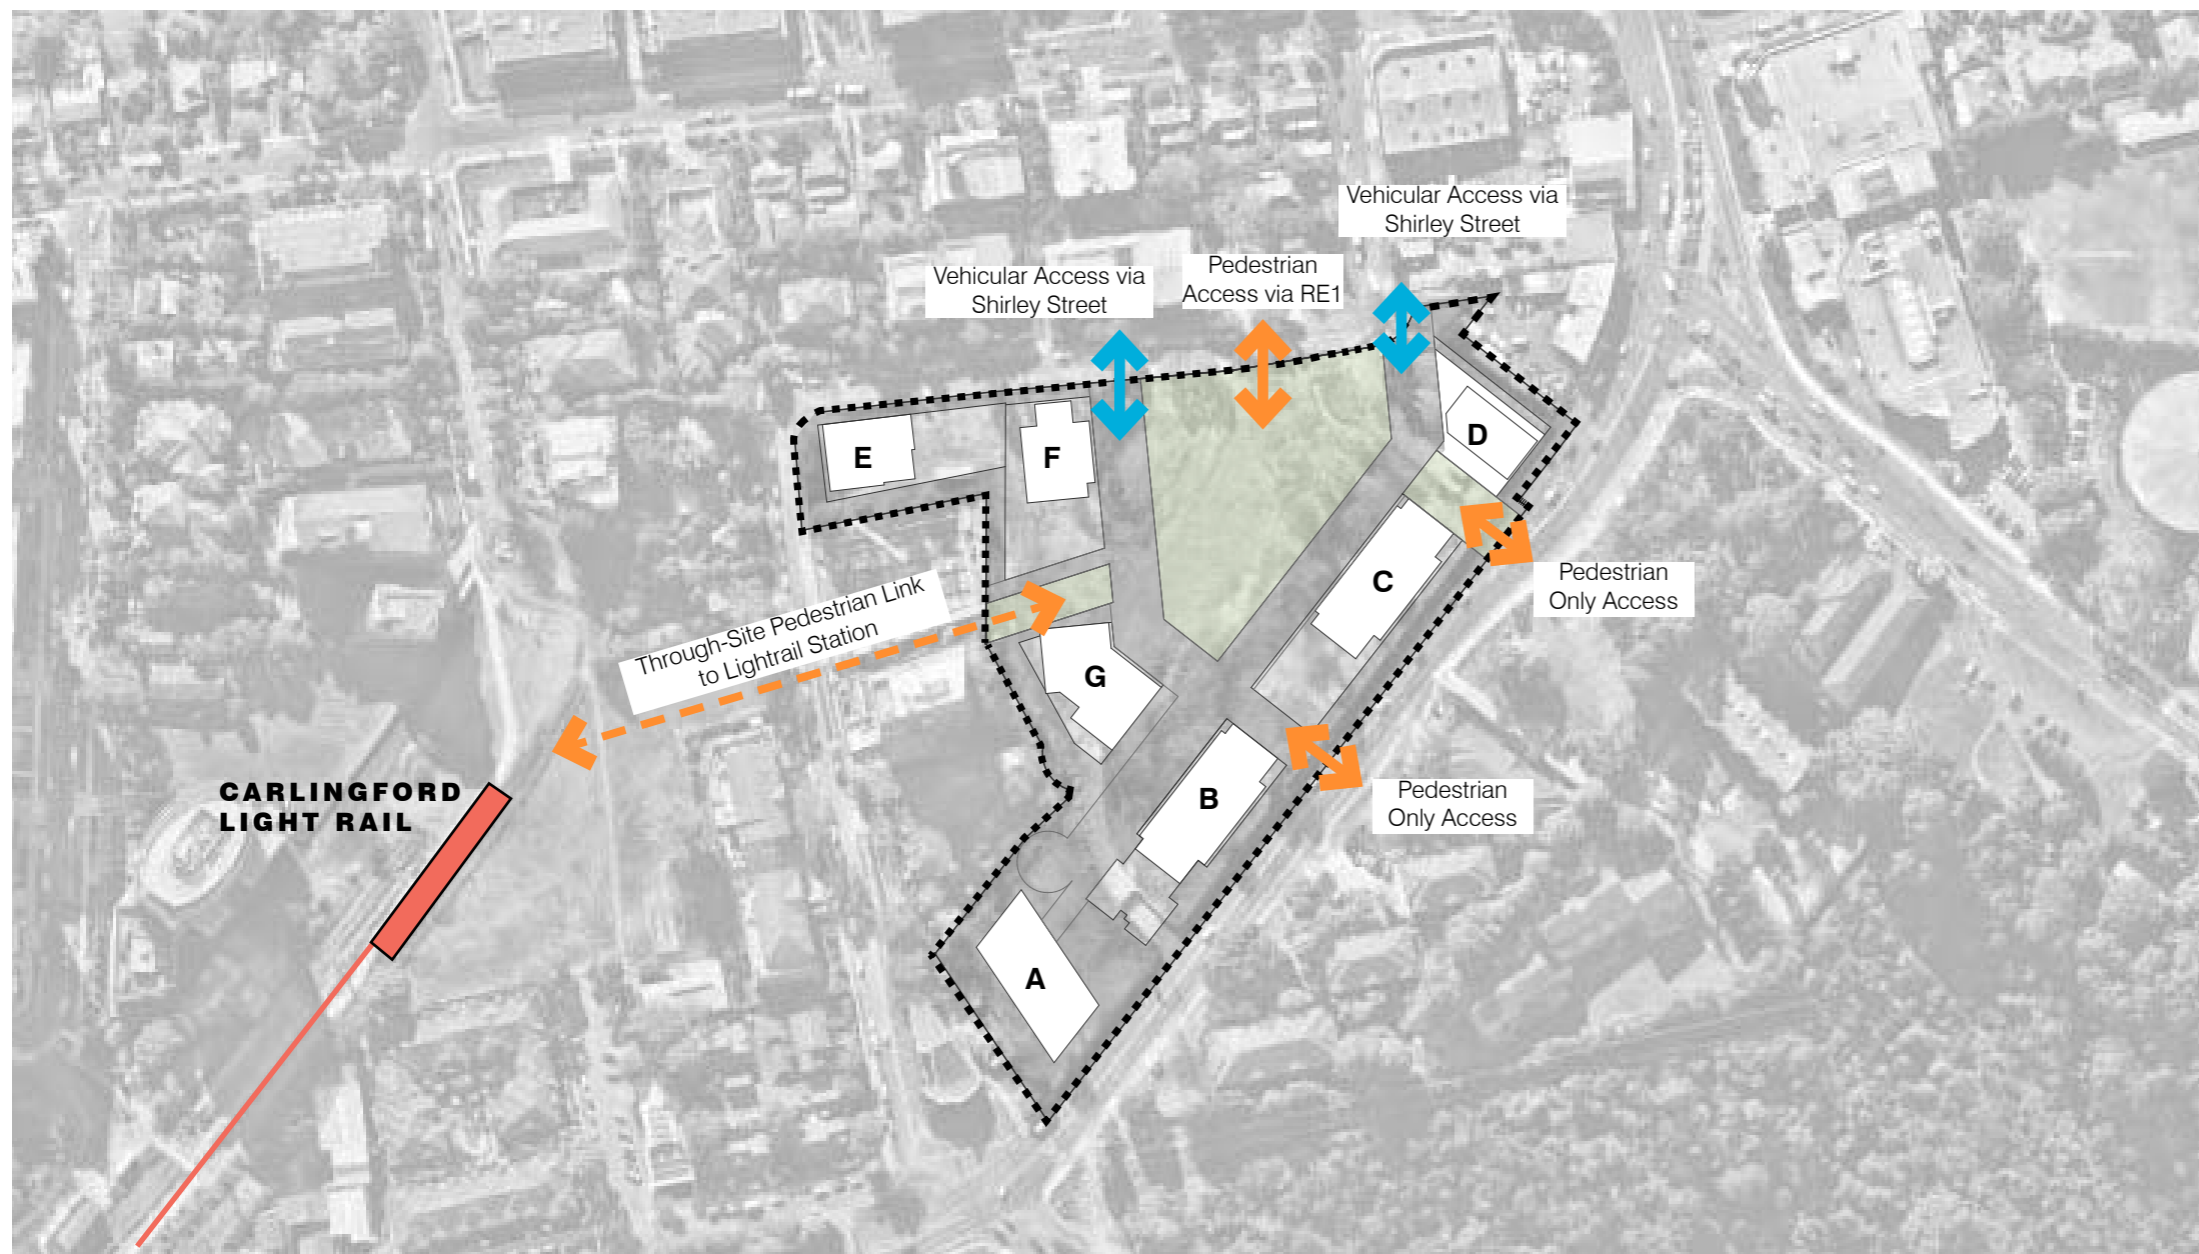 Vehicular Access via
Shirley Street
Vehicular Access via
Shirley Street
Pedestrian
Access via RE1
E
F
D
C
G
B
A
Pedestrian
Only Access
Through-Site Pedestrian Link
to Lightrail Station
Pedestrian
Only Access
CARLINGFORD
LIGHT RAIL